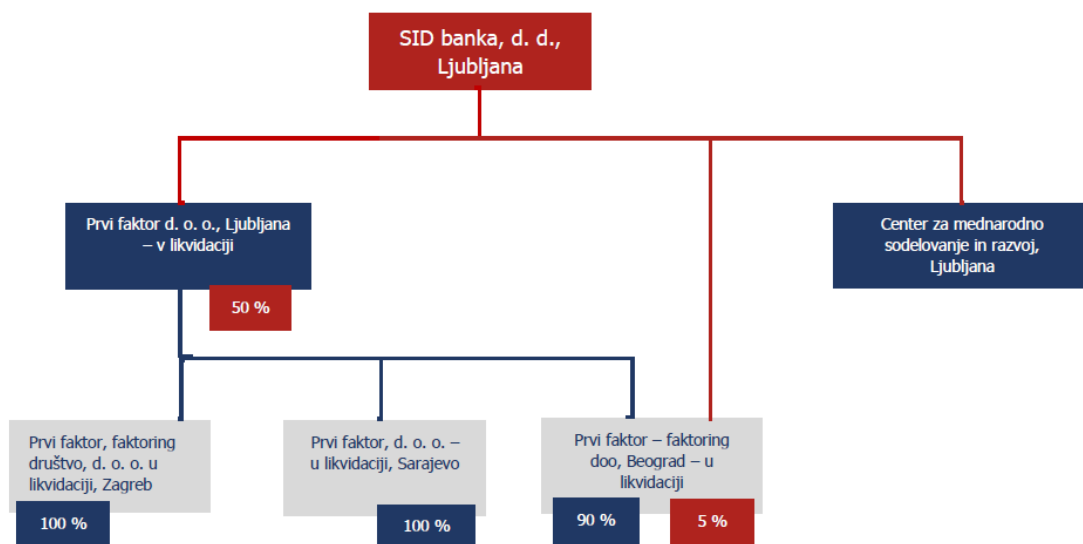 SID banka, d. d.,
Ljubljana
Prvi faktor d. o. o., Ljubljana
– v likvidaciji
50 %
Center za mednarodno
sodelovanje in razvoj,
Ljubljana
Prvi faktor, faktoring
društvo, d. o. o. u
likvidaciji, Zagreb
100 %
Prvi faktor, d. o. o. –
u likvidaciji, Sarajevo
100 %
Prvi faktor – faktoring
doo, Beograd – u
likvidaciji
90 %
5 %